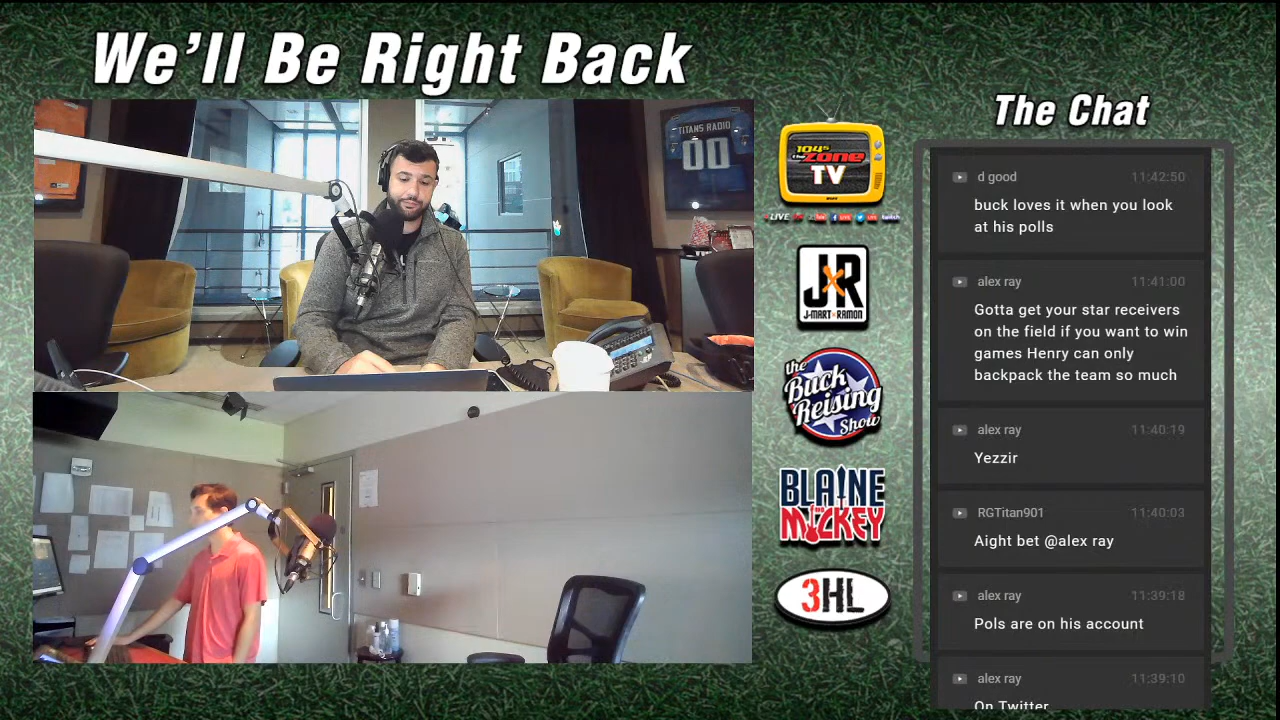 We'll Be Right Back
The Chat
TITANS RADIO
00
104.5
the ZONE
TV
LIVE
J×R
J-MART × RAMON
the
Buck
Reising
Show
BLAINE
MICKEY
3HL
d good 11:42:50
buck loves it when you look
at his polls
alex ray 11:41:00
Gotta get your star receivers
on the field if you want to win
games Henry can only
backpack the team so much
alex ray 11:40:19
Yezzir
RGTitan901 11:40:03
Aight bet @alex ray
alex ray 11:39:18
Pols are on his account
alex ray 11:39:10
On Twitter